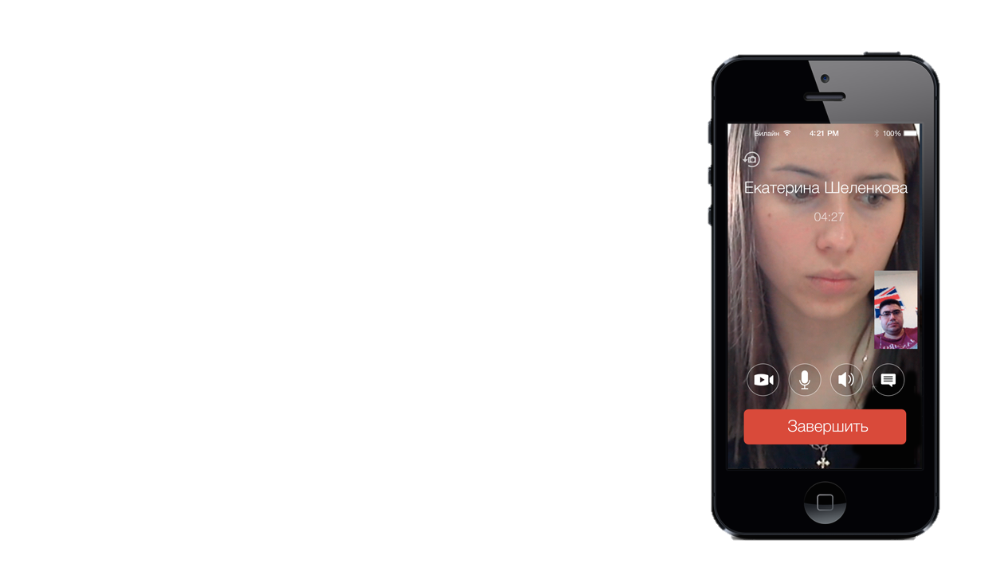 Билайн 4:21 PM 100%
Екатерина Шеленкова
04:27
Завершить